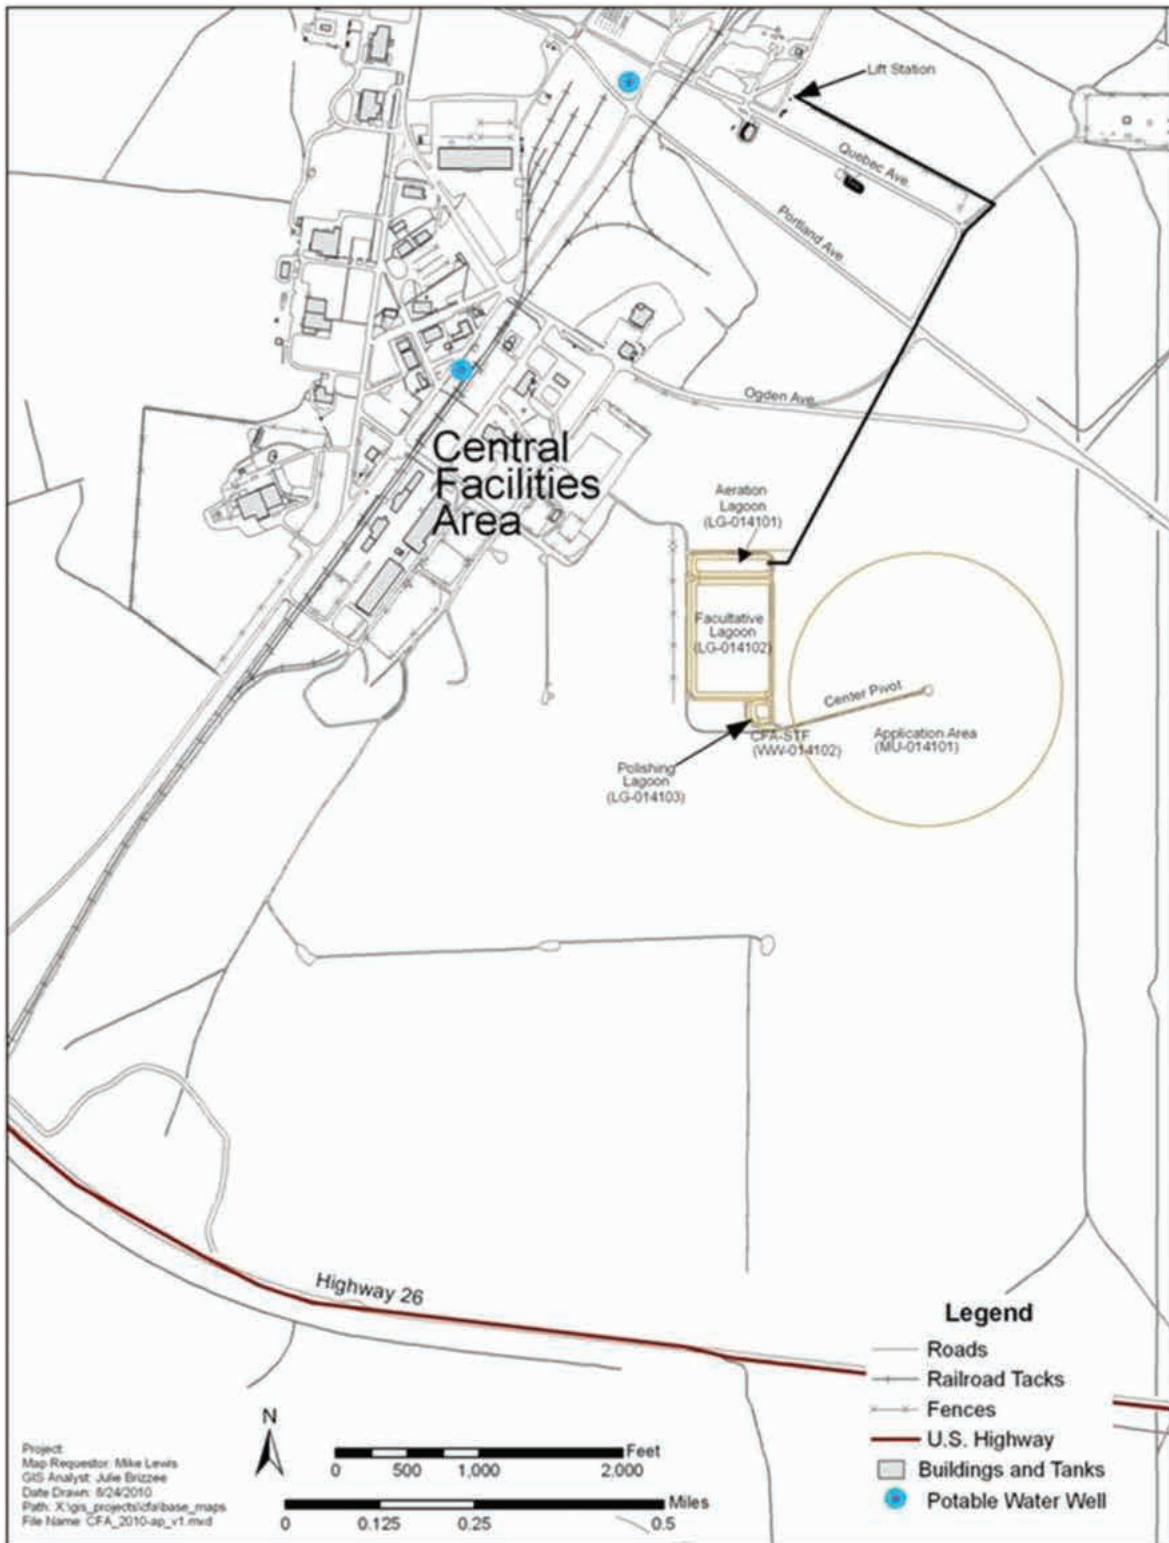 Lift Station
Quebec Ave.
Portland Ave.
Ogden Ave.
Central
Facilities
Area
Aeration
Lagoon
(LG-014101)
Facultative
Lagoon
(LG-014102)
Center Pivot
CFA-STF
(WW-014102)
Application Area
(MU-014101)
Polishing
Lagoon
(LG-014103)
Highway 26
Legend
Roads
Railroad Tacks
Fences
U.S. Highway
Buildings and Tanks
Potable Water Well
N
Feet
0 500 1,000 2,000
Miles
0 0.125 0.25 0.5
Project:
Map Requestor: Mike Lewis
GIS Analyst: Julie Brizzee
Date Drawn: 8/24/2010
Path: X:\gis_projects\cfa\base_maps
File Name: CFA_2010-ap_v1.mxd